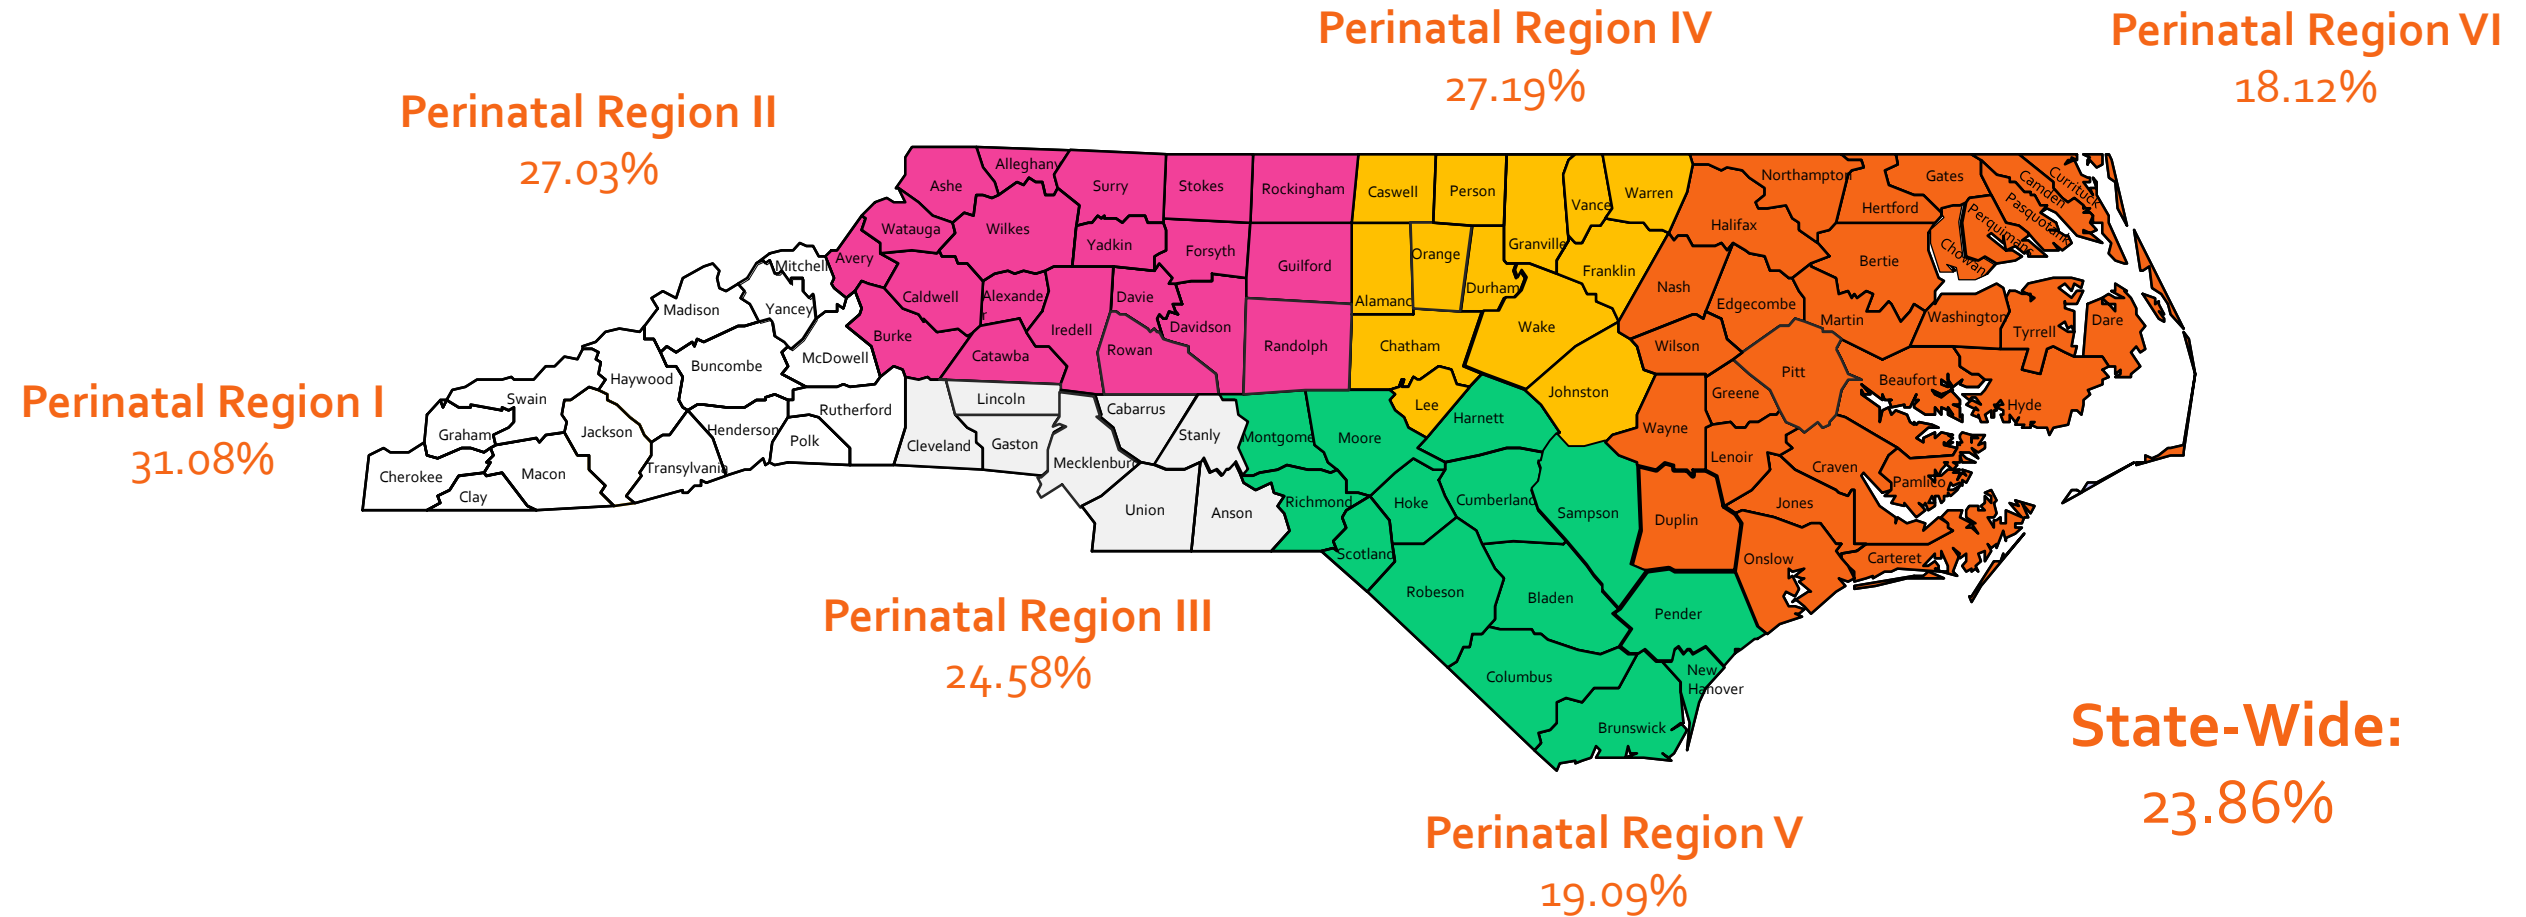 Perinatal Region IV
27.19%
Perinatal Region VI
18.12%
Perinatal Region II
27.03%
Perinatal Region I
31.08%
Perinatal Region III
24.58%
Perinatal Region V
19.09%
State-Wide:
23.86%
Alleghany
Ashe
Surry
Stokes
Rockingham
Watauga
Wilkes
Yadkin
Forsyth
Guilford
Avery
Caldwell
Alexande
r
Davie
Iredell
Davidson
Burke
Catawba
Rowan
Randolph
Mitchell
Madison
Yancey
McDowell
Buncombe
Haywood
Swain
Rutherford
Graham
Jackson
Henderson
Polk
Cherokee
Macon
Transylvania
Clay
Lincoln
Cabarrus
Cleveland
Gaston
Stanly
Mecklenburg
Union
Anson
Caswell
Person
Vance
Warren
Granville
Orange
Franklin
Durham
Alamanc
Wake
Chatham
Johnston
Lee
Harnett
Montgome
Moore
Richmond
Hoke
Cumberland
Sampson
Scotland
Robeson
Bladen
Pender
Columbus
New
Hanover
Brunswick
Northampton
Gates
Camden
Currituck
Hertford
Pasquotank
Perquimans
Halifax
Chowan
Bertie
Nash
Edgecombe
Martin
Washington
Tyrrell
Dare
Wilson
Pitt
Beaufort
Greene
Hyde
Wayne
Lenoir
Craven
Pamlico
Jones
Duplin
Onslow
Carteret